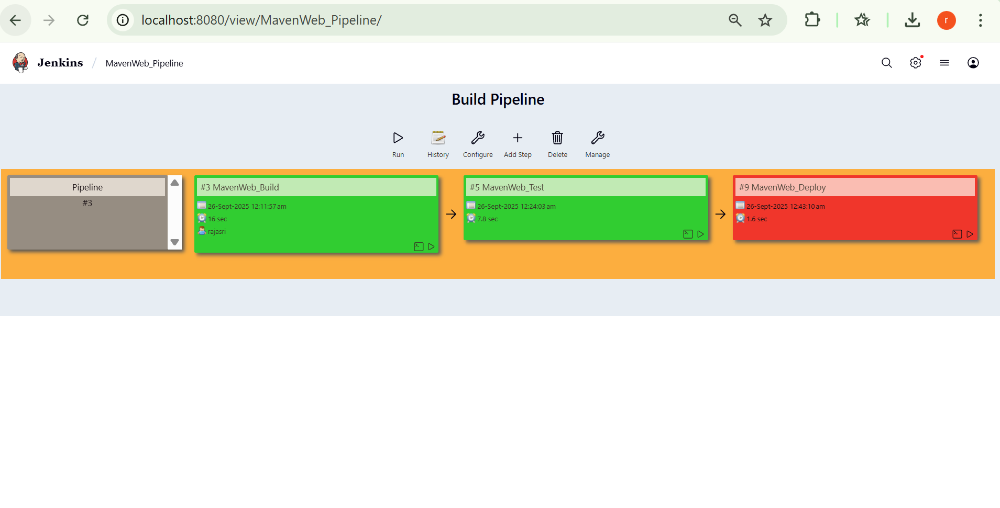 localhost:8080/view/MavenWeb_Pipeline/
r
Jenkins / MavenWeb_Pipeline
Build Pipeline
Run
History
Configure
Add Step
Delete
Manage
Pipeline
#3
#3 MavenWeb_Build
26-Sept-2025 12:11:57 am
16 sec
rajasri
#5 MavenWeb_Test
26-Sept-2025 12:24:03 am
7.8 sec
#9 MavenWeb_Deploy
26-Sept-2025 12:43:10 am
1.6 sec